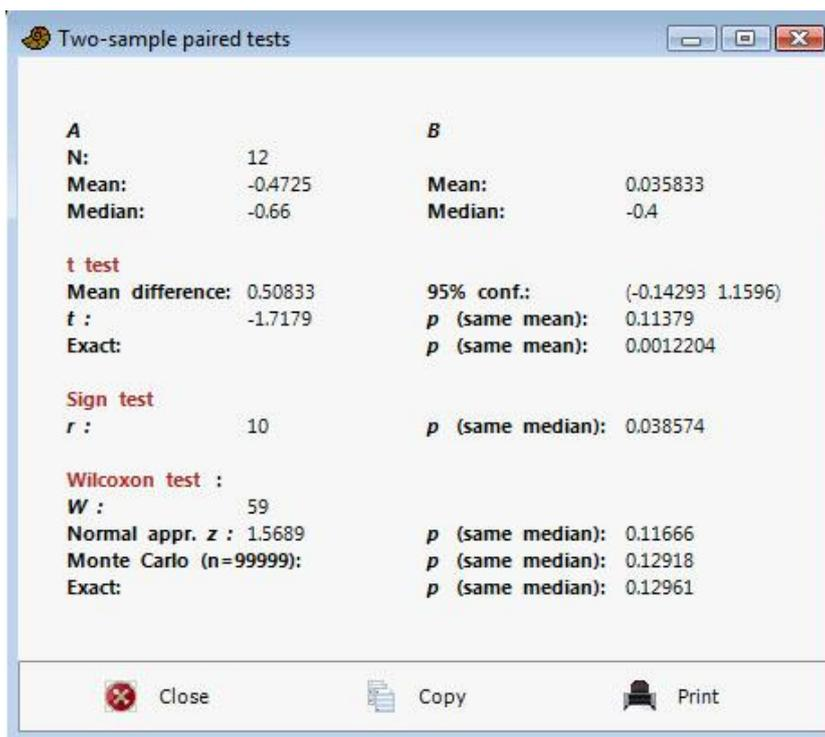 Two-sample paired tests
A B
N: 12
Mean: -0.4725 Mean: 0.035833
Median: -0.66 Median: -0.4
t test
Mean difference: 0.50833 95% conf.: (-0.14293 1.1596)
t : -1.7179 p (same mean): 0.11379
Exact: p (same mean): 0.0012204
Sign test
r : 10 p (same median): 0.038574
Wilcoxon test :
W : 59
Normal appr. z : 1.5689 p (same median): 0.11666
Monte Carlo (n=99999): p (same median): 0.12918
Exact: p (same median): 0.12961
Close Copy Print